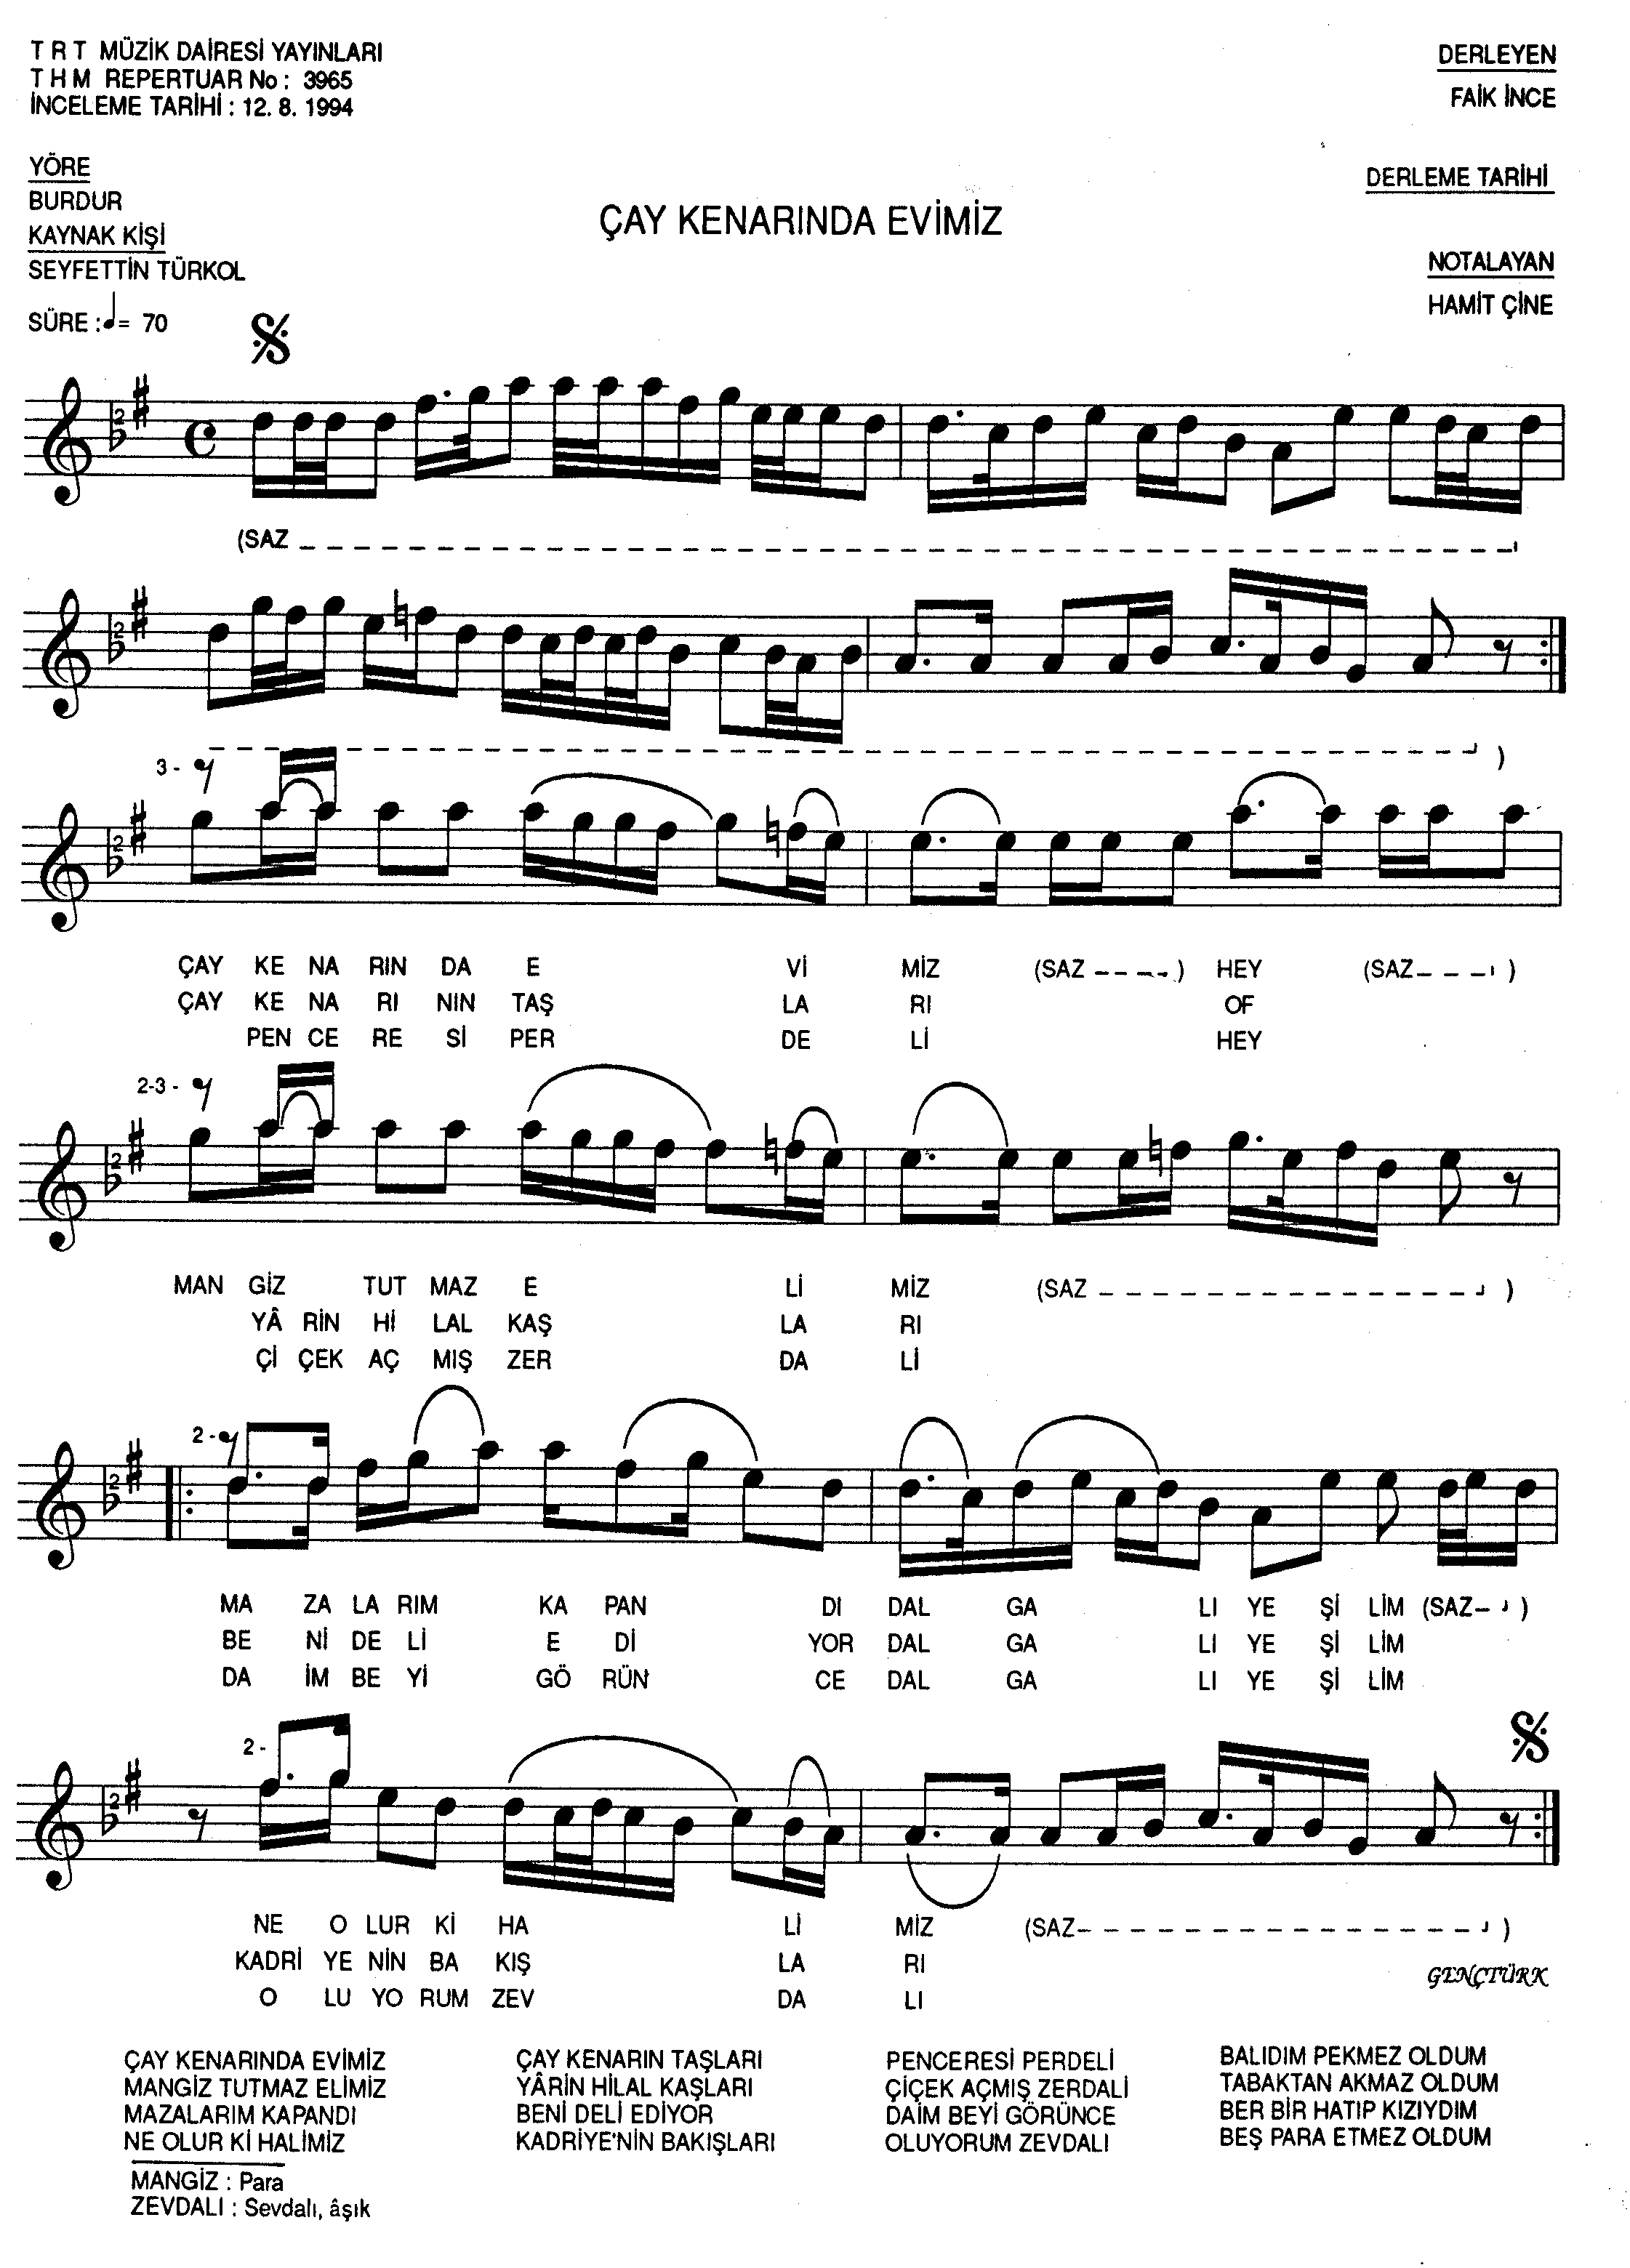 T R T MÜZİK DAİRESİ YAYINLARI
T H M REPERTUAR No : 3965
İNCELEME TARİHİ : 12. 8. 1994
DERLEYEN
FAİK İNCE
YÖRE
BURDUR
KAYNAK KİŞİ
SEYFETTİN TÜRKOL
SÜRE : ♩= 70
ÇAY KENARINDA EVİMİZ
DERLEME TARİHİ
NOTALAYAN
HAMİT ÇİNE
(SAZ
)
3 -
ÇAY KE NA RIN DA E Vİ MİZ (SAZ ----) HEY (SAZ---)
ÇAY KE NA RI NIN TAŞ LA RI OF
PEN CE RE Sİ PER DE Lİ HEY
2-3 -
MAN GİZ TUT MAZ E Lİ MİZ (SAZ --------------- )
YÂ RİN Hİ LAL KAŞ LA RI
Çİ ÇEK AÇ MIŞ ZER DA Lİ
2 -
MA ZA LA RIM KA PAN DI DAL GA LI YE Şİ LİM (SAZ- )
BE Nİ DE Lİ E Dİ YOR DAL GA LI YE Şİ LİM
DA İM BE Yİ GÖ RÜN CE DAL GA LI YE Şİ LİM
2 -
NE O LUR Kİ HA Lİ MİZ (SAZ---------------- )
KADRİ YE NİN BA KIŞ LA RI
O LU YO RUM ZEV DA LI
GENÇTÜRK
ÇAY KENARINDA EVİMİZ
MANGİZ TUTMAZ ELİMİZ
MAZALARIM KAPANDI
NE OLUR Kİ HALİMİZ
ÇAY KENARIN TAŞLARI
YÂRİN HİLAL KAŞLARI
BENİ DELİ EDİYOR
KADRİYE'NİN BAKIŞLARI
PENCERESİ PERDELİ
ÇİÇEK AÇMIŞ ZERDALİ
DAİM BEYİ GÖRÜNCE
OLUYORUM ZEVDALI
BALIDIM PEKMEZ OLDUM
TABAKTAN AKMAZ OLDUM
BER BİR HATIP KIZIYDIM
BEŞ PARA ETMEZ OLDUM
MANGİZ : Para
ZEVDALI : Sevdalı, âşık